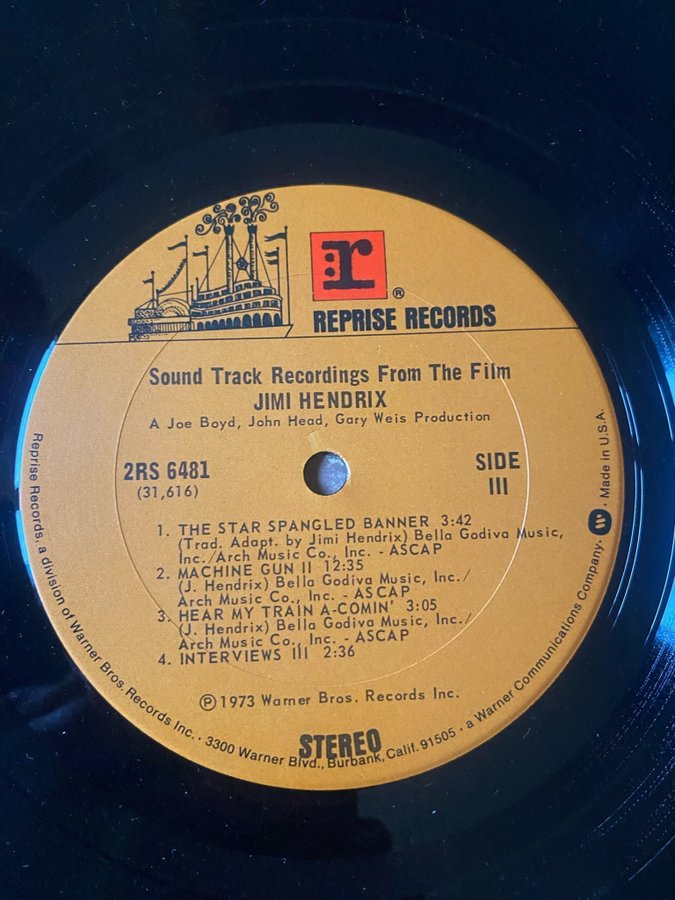 r
®
REPRISE RECORDS
Sound Track Recordings From The Film
JIMI HENDRIX
A Joe Boyd, John Head, Gary Weis Production
2RS 6481
(31,616)
SIDE
III
1. THE STAR SPANGLED BANNER 3:42
(Trad. Adapt. by Jimi Hendrix) Bella Godiva Music,
Inc./Arch Music Co., Inc. - ASCAP
2. MACHINE GUN II 12:35
(J. Hendrix) Bella Godiva Music, Inc./
Arch Music Co., Inc. - ASCAP
3. HEAR MY TRAIN A-COMIN' 3:05
(J. Hendrix) Bella Godiva Music, Inc./
Arch Music Co., Inc. - ASCAP
4. INTERVIEWS III 2:36
℗ 1973 Warner Bros. Records Inc.
STEREO
Reprise Records, a division of Warner Bros. Records Inc. · 3300 Warner Blvd., Burbank, Calif. 91505 · a Warner Communications Company. W · Made in U.S.A.